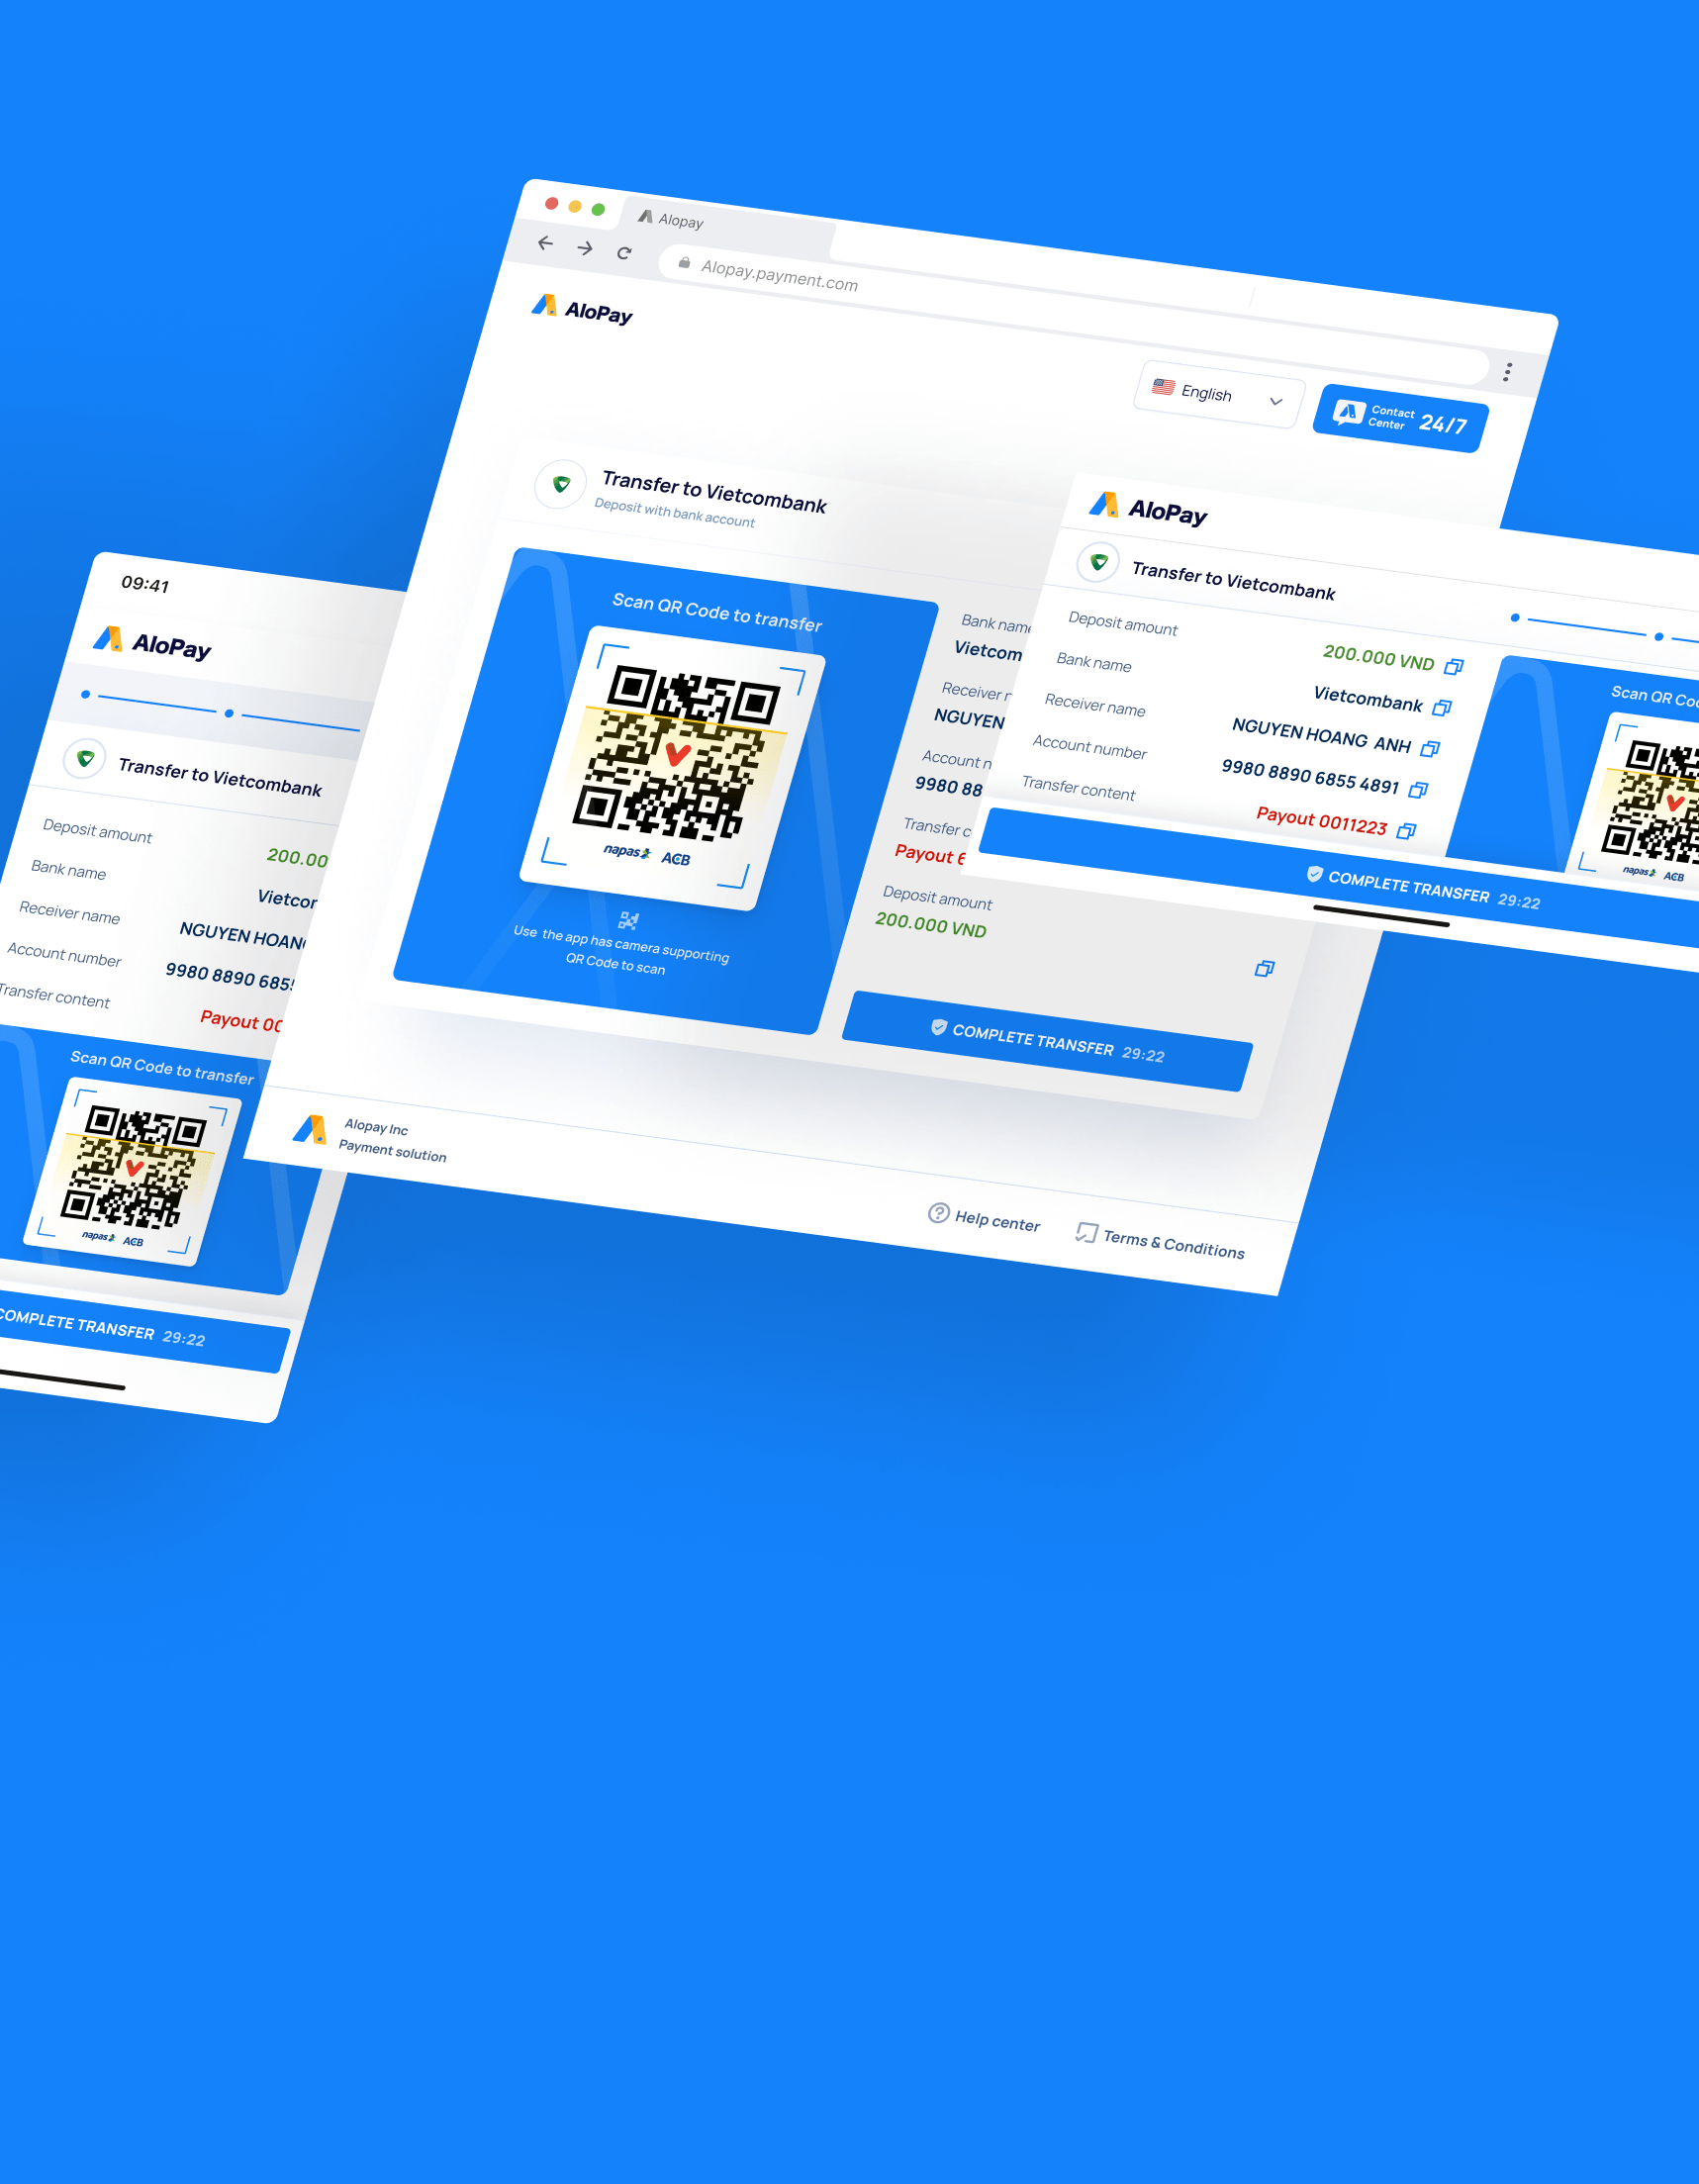 Alopay
Alopay.payment.com
AloPay
English
Contact
Center
24/7
Transfer to Vietcombank
Deposit with bank account
Scan QR Code to transfer
napas
ACB
Use the app has camera supporting
QR Code to scan
Bank name
Vietcom
Receiver n
NGUYEN
Account n
9980 88
Transfer c
Payout
Deposit amount
200.000 VND
COMPLETE TRANSFER 29:22
Alopay Inc
Payment solution
Help center
Terms & Conditions
AloPay
Transfer to Vietcombank
Deposit amount
200.000 VND
Bank name
Vietcombank
Receiver name
NGUYEN HOANG ANH
Account number
9980 8890 6855 4891
Transfer content
Payout 0011223
Scan QR Co
napas
ACB
COMPLETE TRANSFER 29:22
09:41
AloPay
Transfer to Vietcombank
Deposit amount
200.00
Bank name
Vietcor
Receiver name
NGUYEN HOAN
Account number
9980 8890 6855
Transfer content
Payout 00
Scan QR Code to transfer
napas
ACB
COMPLETE TRANSFER 29:22